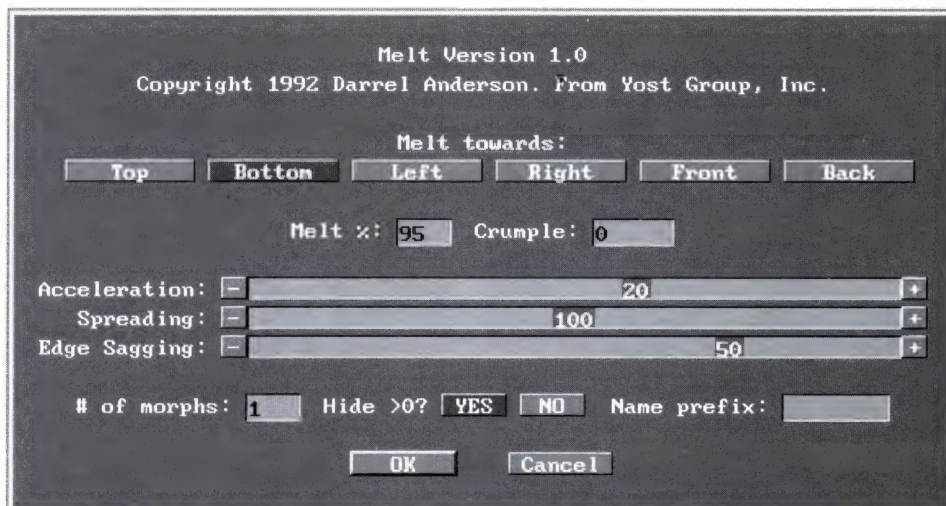 Melt Version 1.0
Copyright 1992 Darrel Anderson. From Yost Group, Inc.
Melt towards:
Top Bottom Left Right Front Back
Melt %: 95 Crumple: 0
Acceleration: - 20 +
Spreading: - 100 +
Edge Sagging: - 50 +
# of morphs: 1 Hide >0? YES NO Name prefix:
OK Cancel